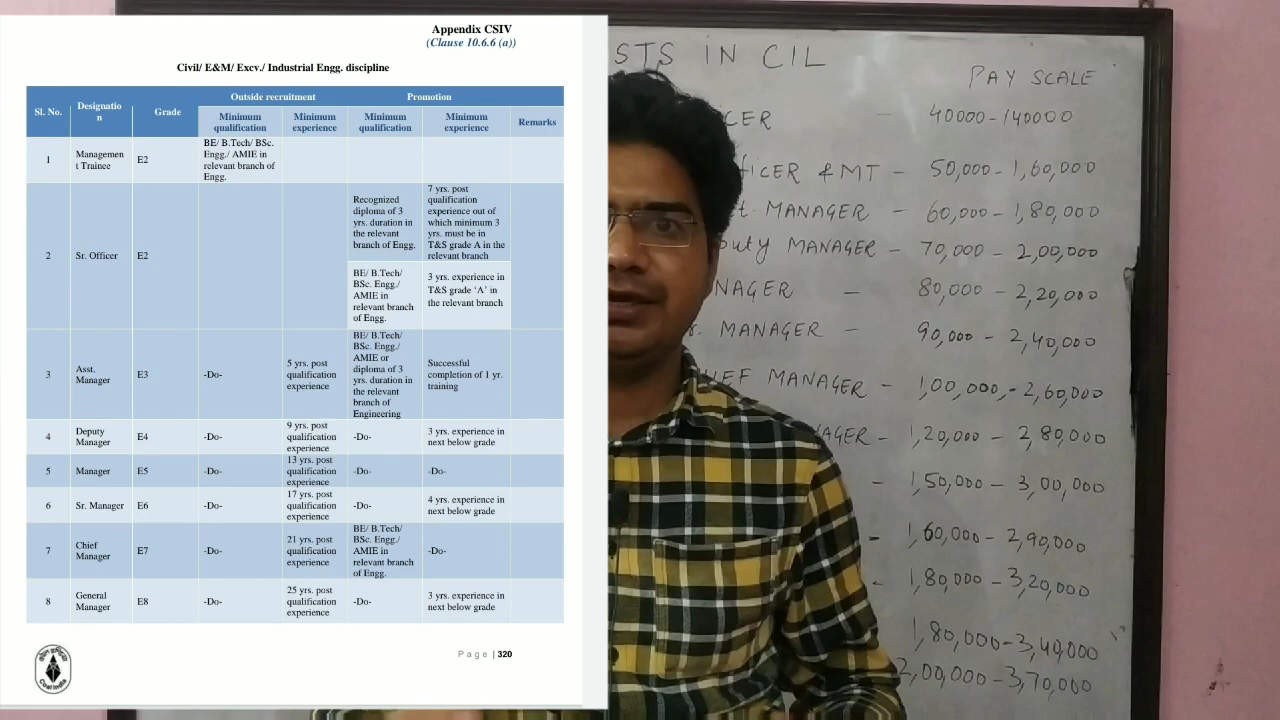 Appendix CSIV
(Clause 10.6.6 (a))
Civil/ E&M/ Excv./ Industrial Engg. discipline
Sl. No.
Designatio
n
Grade
Outside recruitment
Promotion
Minimum
qualification
Minimum
experience
Minimum
qualification
Minimum
experience
Remarks
1
Managemen
t Trainee
E2
BE/ B.Tech/ BSc.
Engg./ AMIE in
relevant branch of
Engg.
2
Sr. Officer
E2
Recognized
diploma of 3
yrs. duration in
the relevant
branch of Engg.
7 yrs. post
qualification
experience out of
which minimum 3
yrs. must be in
T&S grade A in the
relevant branch
BE/ B.Tech/
BSc. Engg./
AMIE in
relevant branch
of Engg.
3 yrs. experience in
T&S grade ‘A’ in
the relevant branch
3
Asst.
Manager
E3
-Do-
5 yrs. post
qualification
experience
BE/ B.Tech/
BSc. Engg./
AMIE or
diploma of 3
yrs. duration in
the relevant
branch of
Engineering
Successful
completion of 1 yr.
training
4
Deputy
Manager
E4
-Do-
9 yrs. post
qualification
experience
-Do-
3 yrs. experience in
next below grade
5
Manager
E5
-Do-
13 yrs. post
qualification
experience
-Do-
-Do-
6
Sr. Manager
E6
-Do-
17 yrs. post
qualification
experience
-Do-
4 yrs. experience in
next below grade
7
Chief
Manager
E7
-Do-
21 yrs. post
qualification
experience
BE/ B.Tech/
BSc. Engg./
AMIE in
relevant branch
of Engg.
-Do-
8
General
Manager
E8
-Do-
25 yrs. post
qualification
experience
-Do-
3 yrs. experience in
next below grade
Page | 320
Coal India
STS IN CIL
PAY SCALE
ICER - 40000-140000
FICER &MT - 50,000-1,60,000
t. MANAGER - 60,000-1,80,000
puty MANAGER - 70,000-2,00,000
NAGER - 80,000-2,20,000
r. MANAGER - 90,000-2,40,000
HIEF MANAGER - 1,00,000,-2,60,000
AGER - 1,20,000-2,80,000
- 1,50,000-3,00,000
- 1,60,000-2,90,000
- 1,80,000-3,20,000
1,80,000-3,40,000
2,00,000-3,70,000